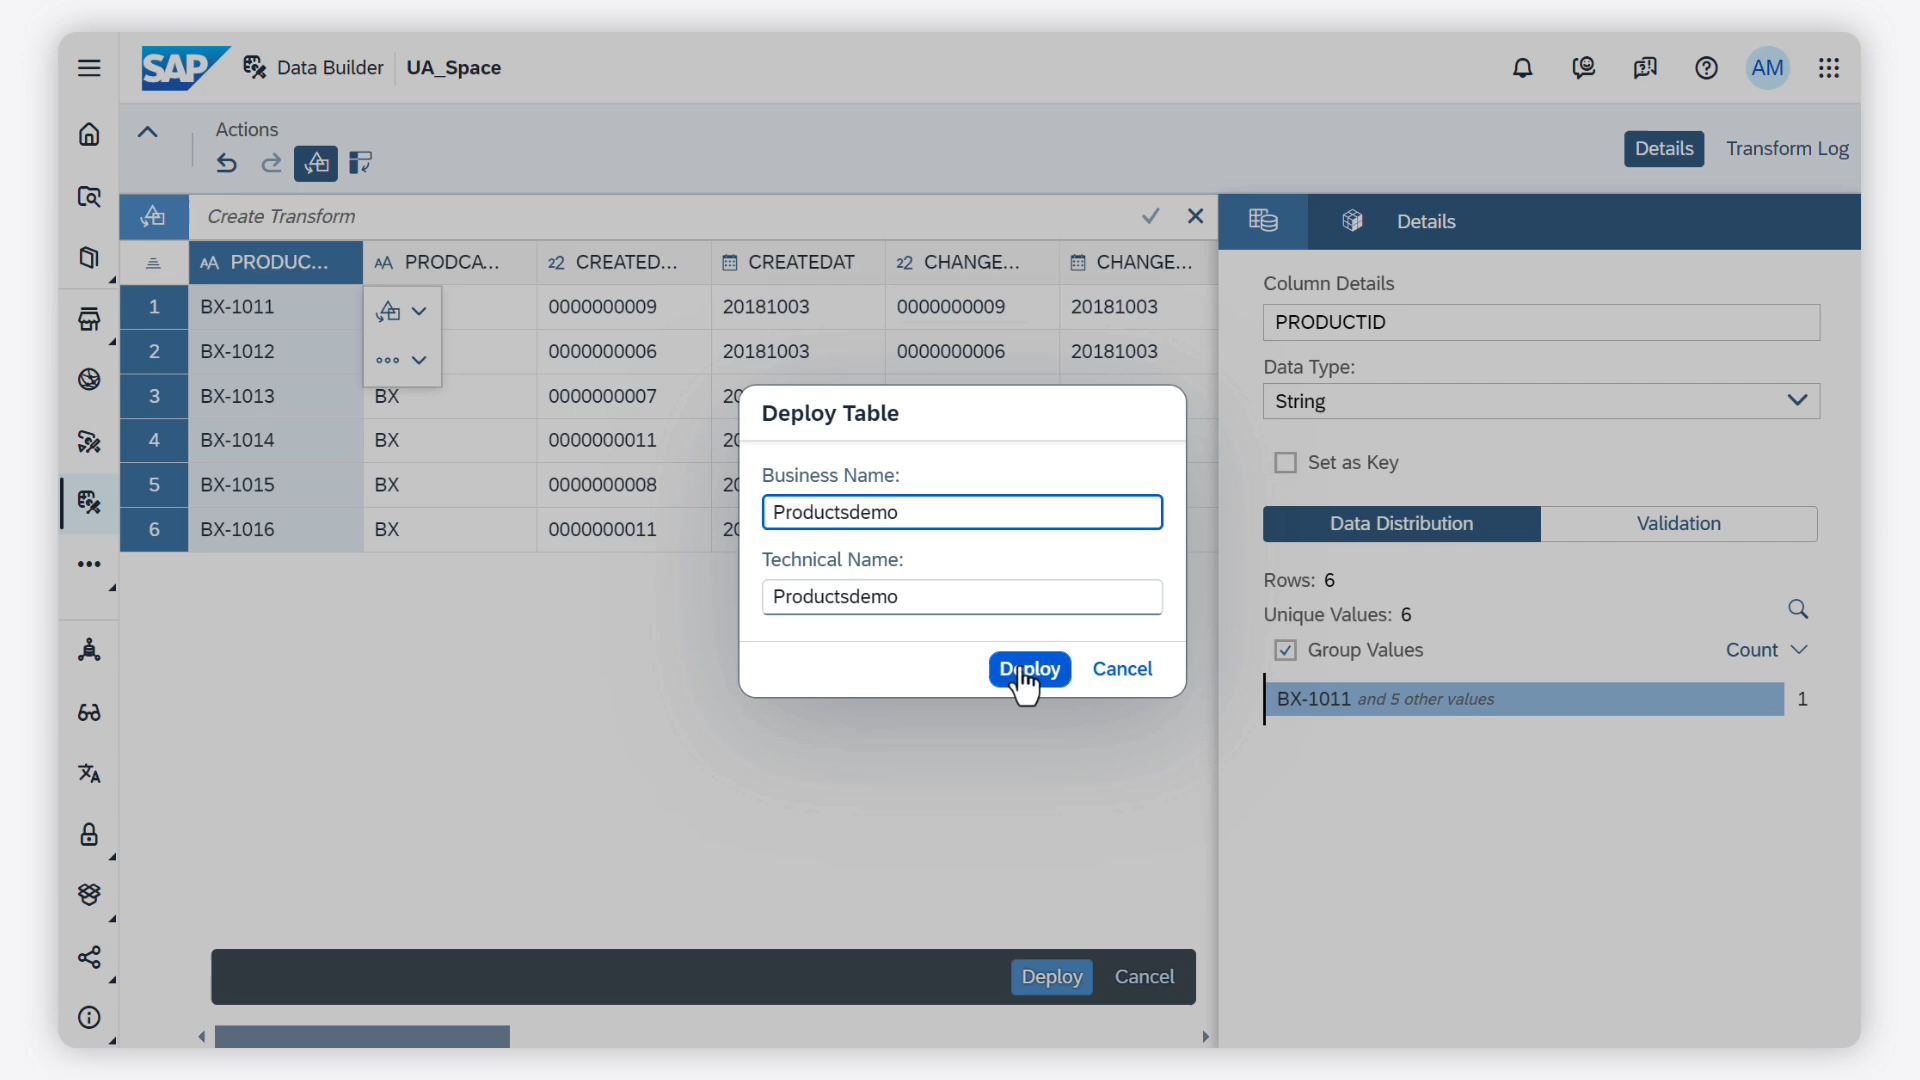 SAP Data Builder UA_Space AM
Actions
Details Transform Log
Create Transform
Details
PRODUC... PRODCA... CREATED... CREATEDAT CHANGE... CHANGE...
1 BX-1011 0000000009 20181003 0000000009 20181003
2 BX-1012 0000000006 20181003 0000000006 20181003
3 BX-1013 BX 0000000007 20
4 BX-1014 BX 0000000011 20
5 BX-1015 BX 0000000008 20
6 BX-1016 BX 0000000011 20
Deploy Table
Business Name:
Productsdemo
Technical Name:
Productsdemo
Deploy Cancel
Deploy Cancel
Column Details
PRODUCTID
Data Type:
String
Set as Key
Data Distribution Validation
Rows: 6
Unique Values: 6
Group Values Count
BX-1011 and 5 other values 1